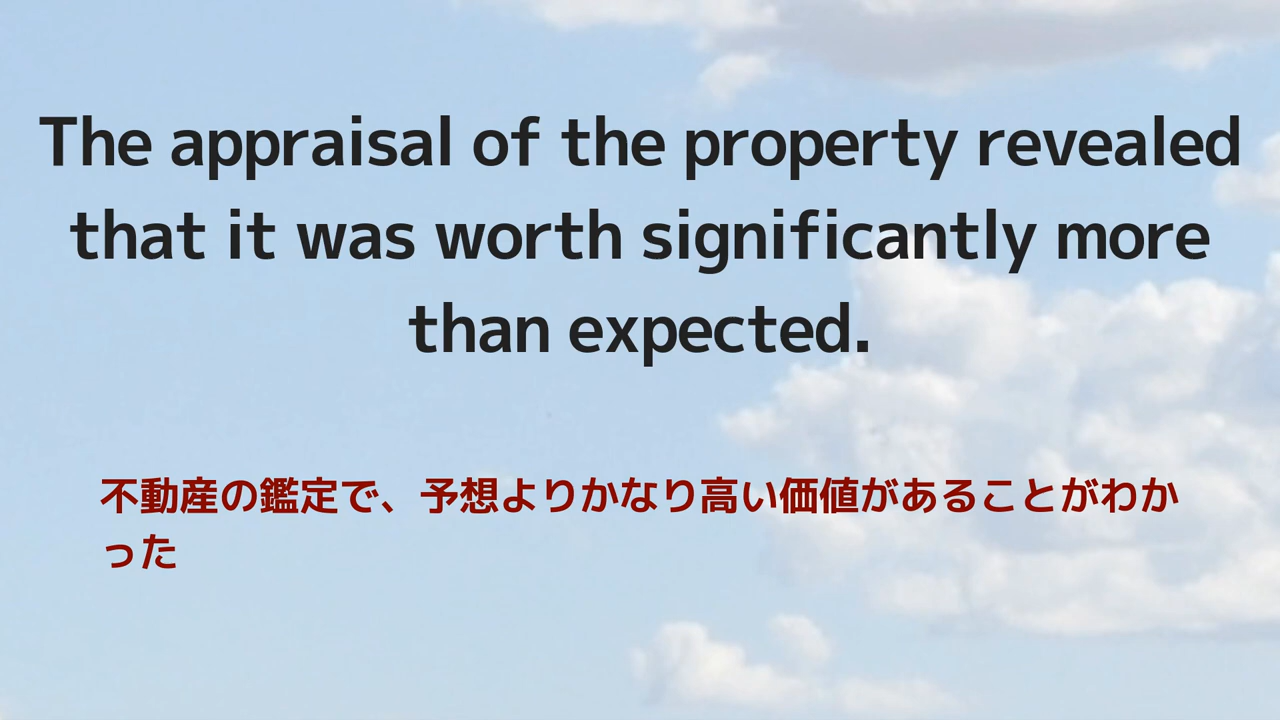 The appraisal of the property revealed
that it was worth significantly more
than expected.
不動産の鑑定で、予想よりかなり高い価値があることがわか
った